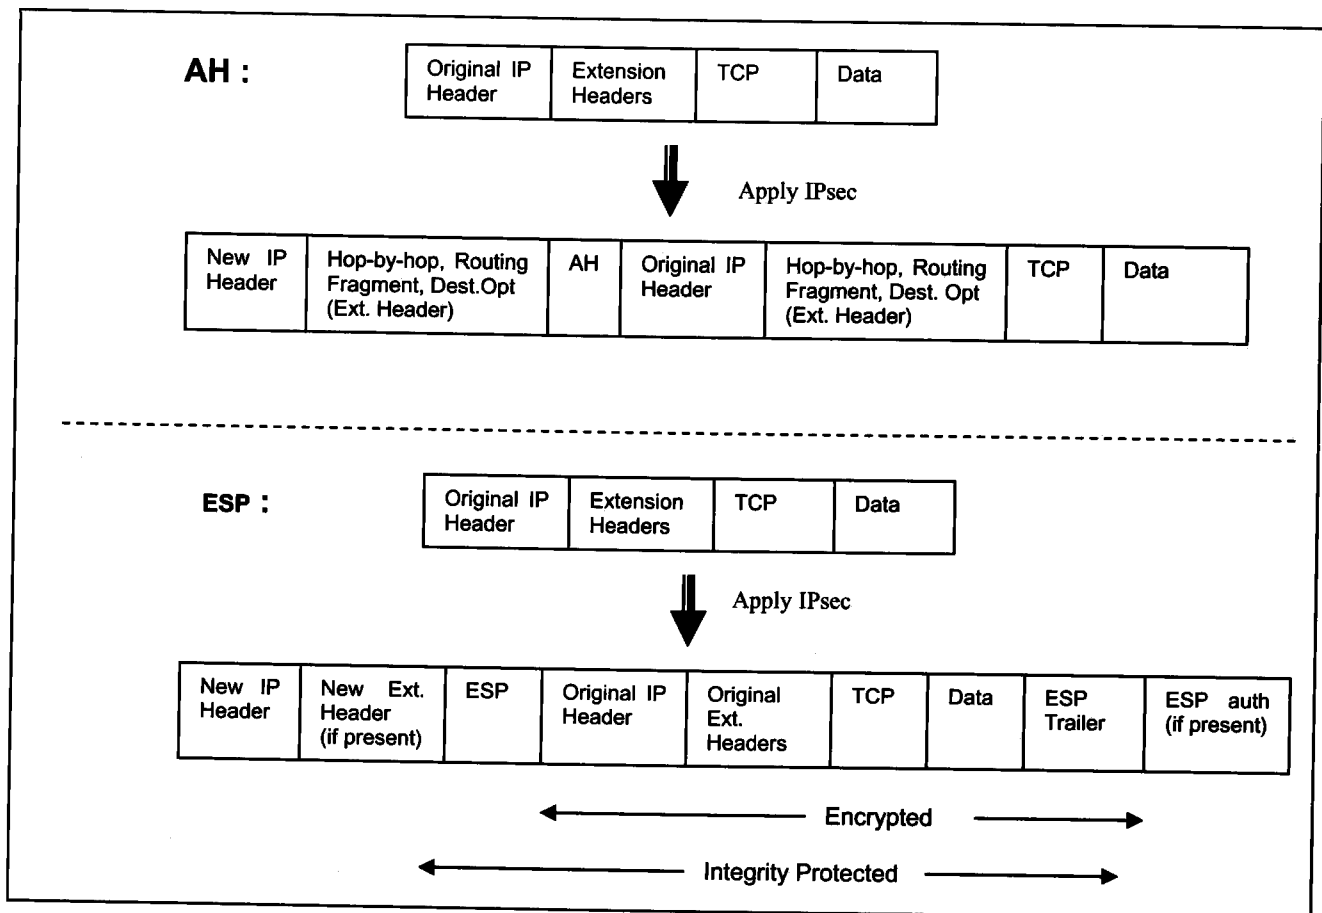 AH :
Original IP
Header
Extension
Headers
TCP
Data
Apply IPsec
New IP
Header
Hop-by-hop, Routing
Fragment, Dest.Opt
(Ext. Header)
AH
Original IP
Header
Hop-by-hop, Routing
Fragment, Dest. Opt
(Ext. Header)
TCP
Data
ESP :
Original IP
Header
Extension
Headers
TCP
Data
Apply IPsec
New IP
Header
New Ext.
Header
(if present)
ESP
Original IP
Header
Original
Ext.
Headers
TCP
Data
ESP
Trailer
ESP auth
(if present)
Encrypted
Integrity Protected